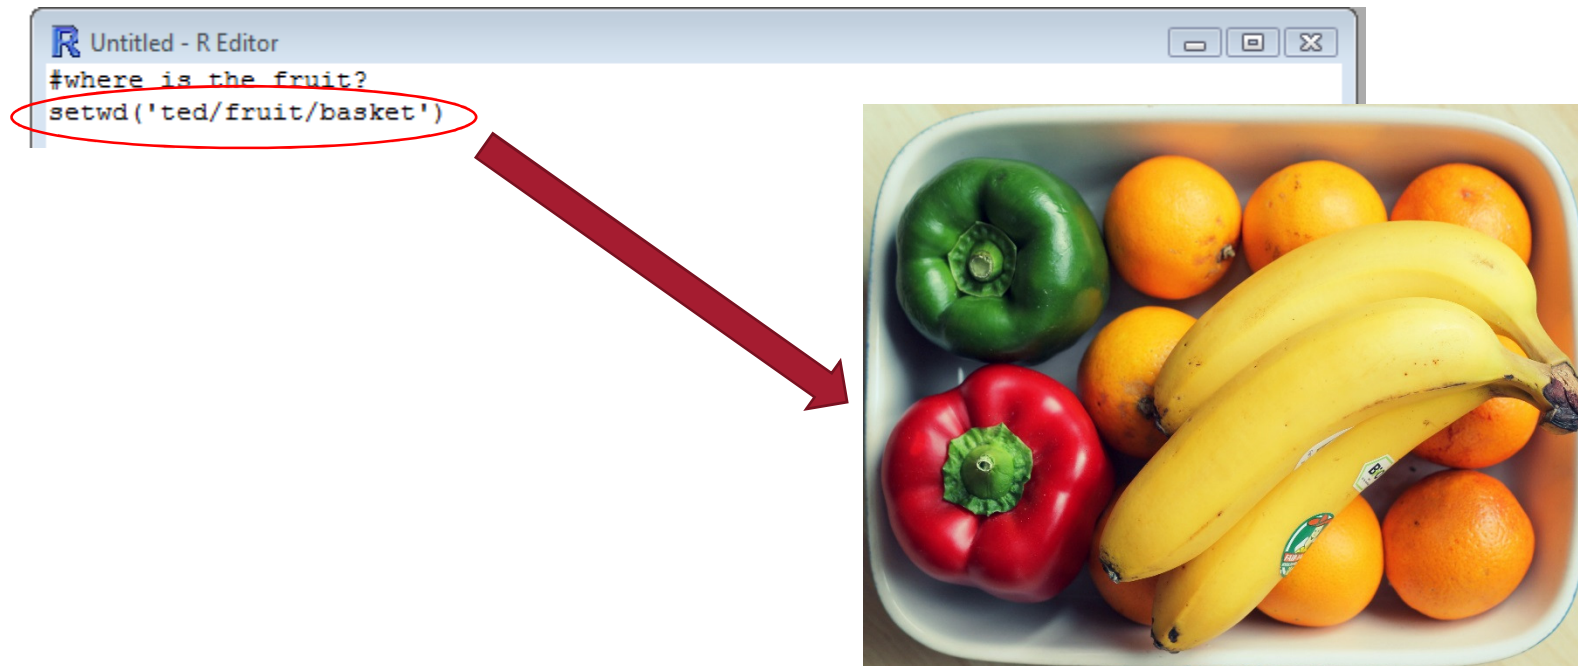 Untitled - R Editor
#where is the fruit?
setwd('ted/fruit/basket')